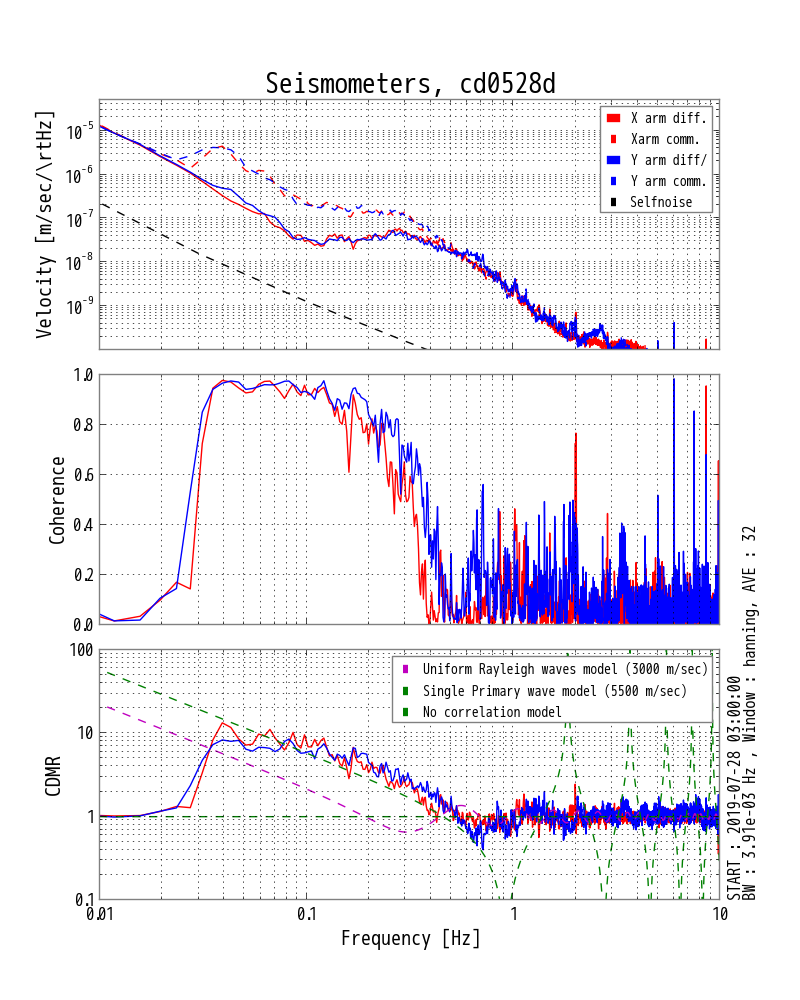 Seismometers, cd0528d
Velocity [m/sec/\rtHz]
10^-5
10^-6
10^-7
10^-8
10^-9
X arm diff.
Xarm comm.
Y arm diff/
Y arm comm.
Selfnoise
Coherence
1.0
0.8
0.6
0.4
0.2
0.0
CDMR
100
10
1
0.1
Uniform Rayleigh waves model (3000 m/sec)
Single Primary wave model (5500 m/sec)
No correlation model
0.01 0.1 1 10
Frequency [Hz]
START : 2019-07-28 03:00:00
BW : 3.91e-03 Hz , Window : hanning, AVE : 32